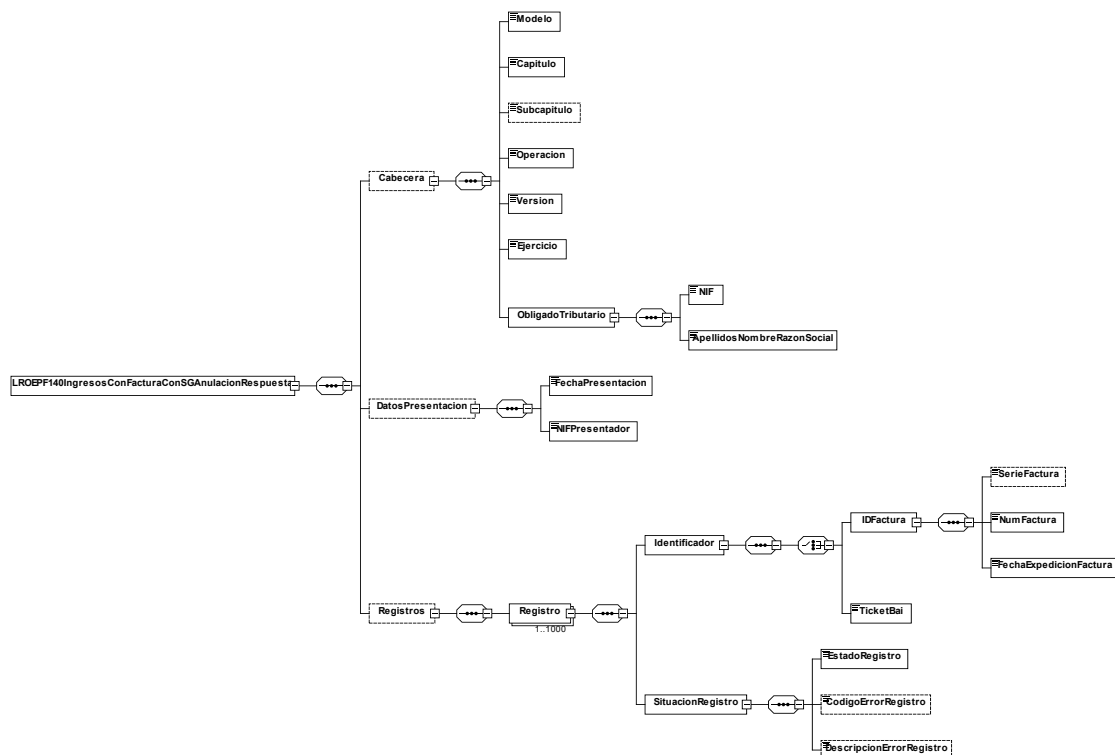 Modelo
Capitulo
Subcapitulo
Operacion
Cabecera
Version
Ejercicio
NIF
ObligadoTributario
ApellidosNombreRazonSocial
LROEPF140IngresosConFacturaConSGAnulacionRespuesta
FechaPresentacion
DatosPresentacion
NIFPresentador
SerieFactura
IDFactura
NumFactura
Identificador
FechaExpedicionFactura
Registros
Registro
1..1000
TicketBai
EstadoRegistro
SituacionRegistro
CodigoErrorRegistro
DescripcionErrorRegistro